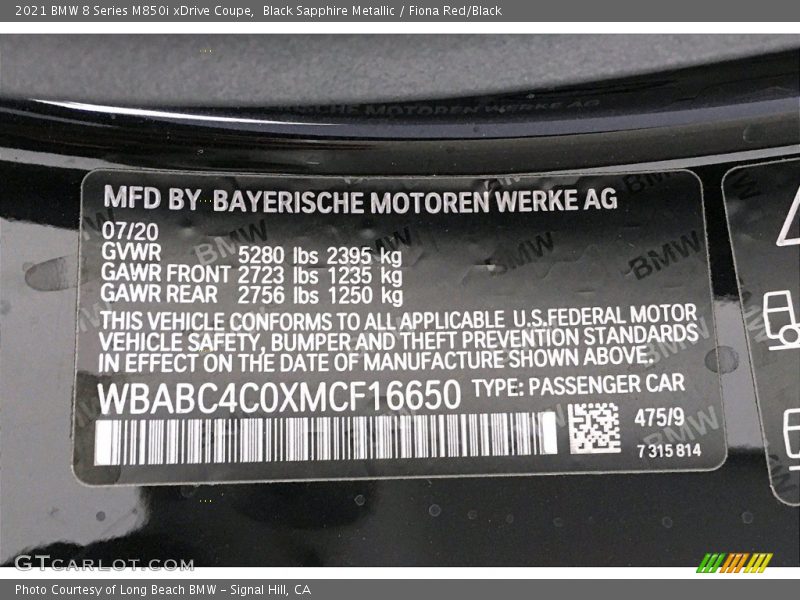 2021 BMW 8 Series M850i xDrive Coupe,  Black Sapphire Metallic / Fiona Red/Black
BAYERISCHE MOTOREN WERKE AG
MFD BY BAYERISCHE MOTOREN WERKE AG
07/20
GVWR 5280 lbs 2395 kg
GAWR FRONT 2723 lbs 1235 kg
GAWR REAR 2756 lbs 1250 kg
THIS VEHICLE CONFORMS TO ALL APPLICABLE U.S.FEDERAL MOTOR
VEHICLE SAFETY, BUMPER AND THEFT PREVENTION STANDARDS
IN EFFECT ON THE DATE OF MANUFACTURE SHOWN ABOVE.
WBABC4C0XMCF16650 TYPE: PASSENGER CAR
475/9
7 315 814
GTCarLot.com
Photo Courtesy of Long Beach BMW – Signal Hill, CA